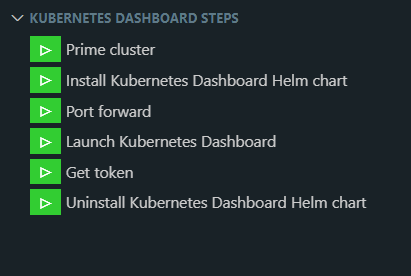 KUBERNETES DASHBOARD STEPS
Prime cluster
Install Kubernetes Dashboard Helm chart
Port forward
Launch Kubernetes Dashboard
Get token
Uninstall Kubernetes Dashboard Helm chart